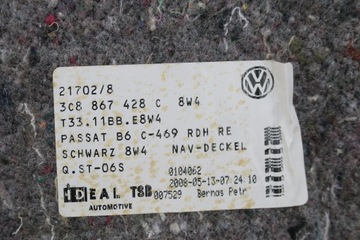 21702/8
3C8 867 428 C 8W4
T33.11BB.E8W4
PASSAT B6 C-469 RDH RE
SCHWARZ 8W4 NAV-DECKEL
Q.ST-06S 0104062
2008-05-13-07 24.10
IDEAL TSB 007529 Bernas Petr
AUTOMOTIVE